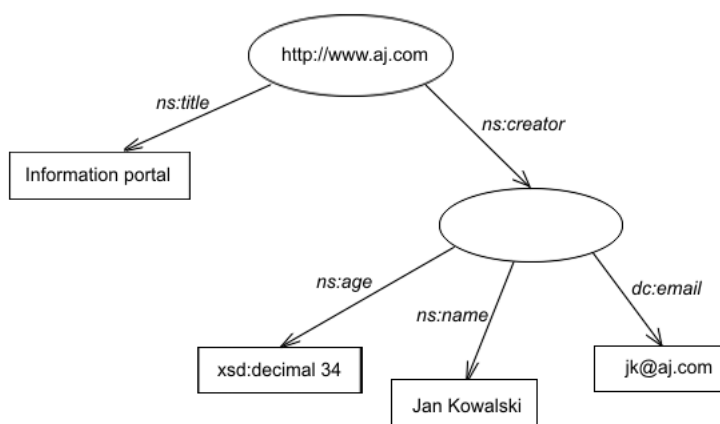 http://www.aj.com
ns:title
ns:creator
Information portal
ns:age
ns:name
dc:email
xsd:decimal 34
jk@aj.com
Jan Kowalski